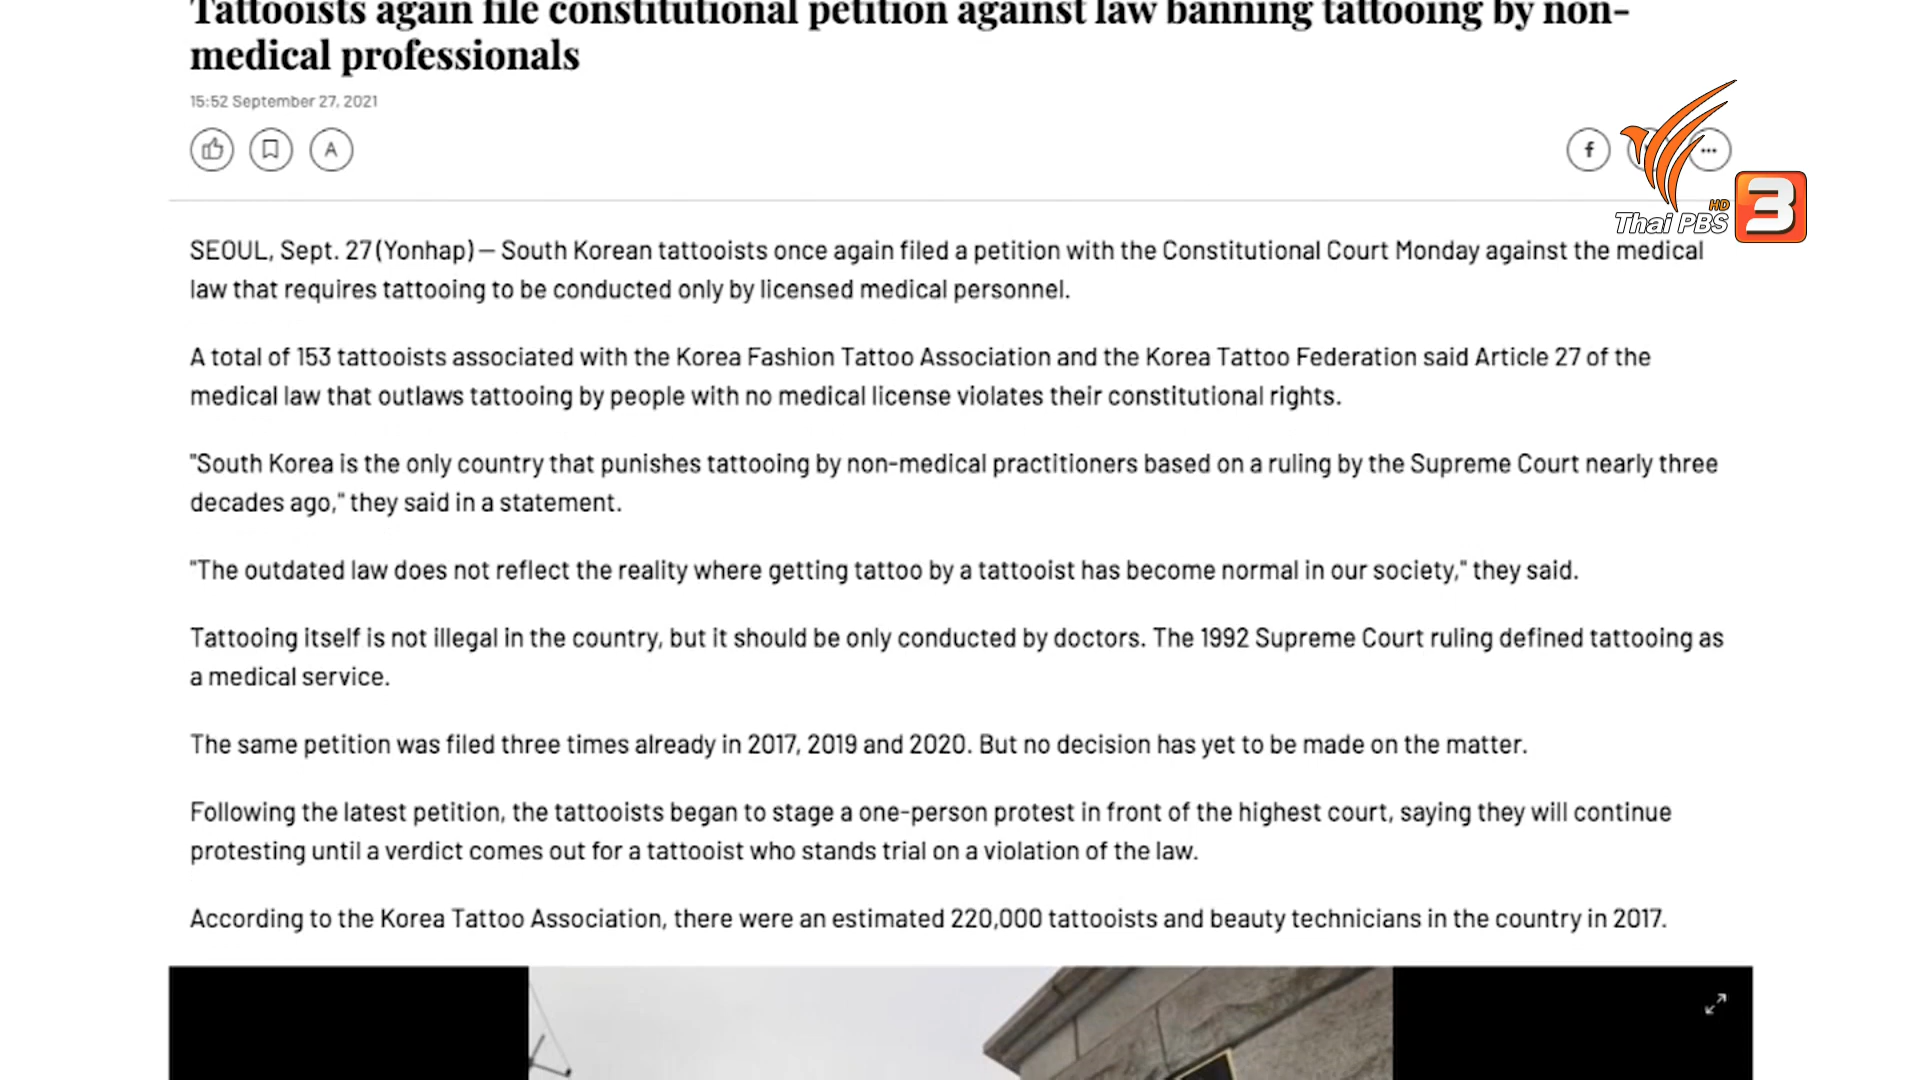 Tattooists again file constitutional petition against law banning tattooing by non-
medical professionals
15:52 September 27, 2021
A
f
Thai PBS
HD
3
SEOUL, Sept. 27 (Yonhap) — South Korean tattooists once again filed a petition with the Constitutional Court Monday against the medical
law that requires tattooing to be conducted only by licensed medical personnel.
A total of 153 tattooists associated with the Korea Fashion Tattoo Association and the Korea Tattoo Federation said Article 27 of the
medical law that outlaws tattooing by people with no medical license violates their constitutional rights.
"South Korea is the only country that punishes tattooing by non-medical practitioners based on a ruling by the Supreme Court nearly three
decades ago," they said in a statement.
"The outdated law does not reflect the reality where getting tattoo by a tattooist has become normal in our society," they said.
Tattooing itself is not illegal in the country, but it should be only conducted by doctors. The 1992 Supreme Court ruling defined tattooing as
a medical service.
The same petition was filed three times already in 2017, 2019 and 2020. But no decision has yet to be made on the matter.
Following the latest petition, the tattooists began to stage a one-person protest in front of the highest court, saying they will continue
protesting until a verdict comes out for a tattooist who stands trial on a violation of the law.
According to the Korea Tattoo Association, there were an estimated 220,000 tattooists and beauty technicians in the country in 2017.